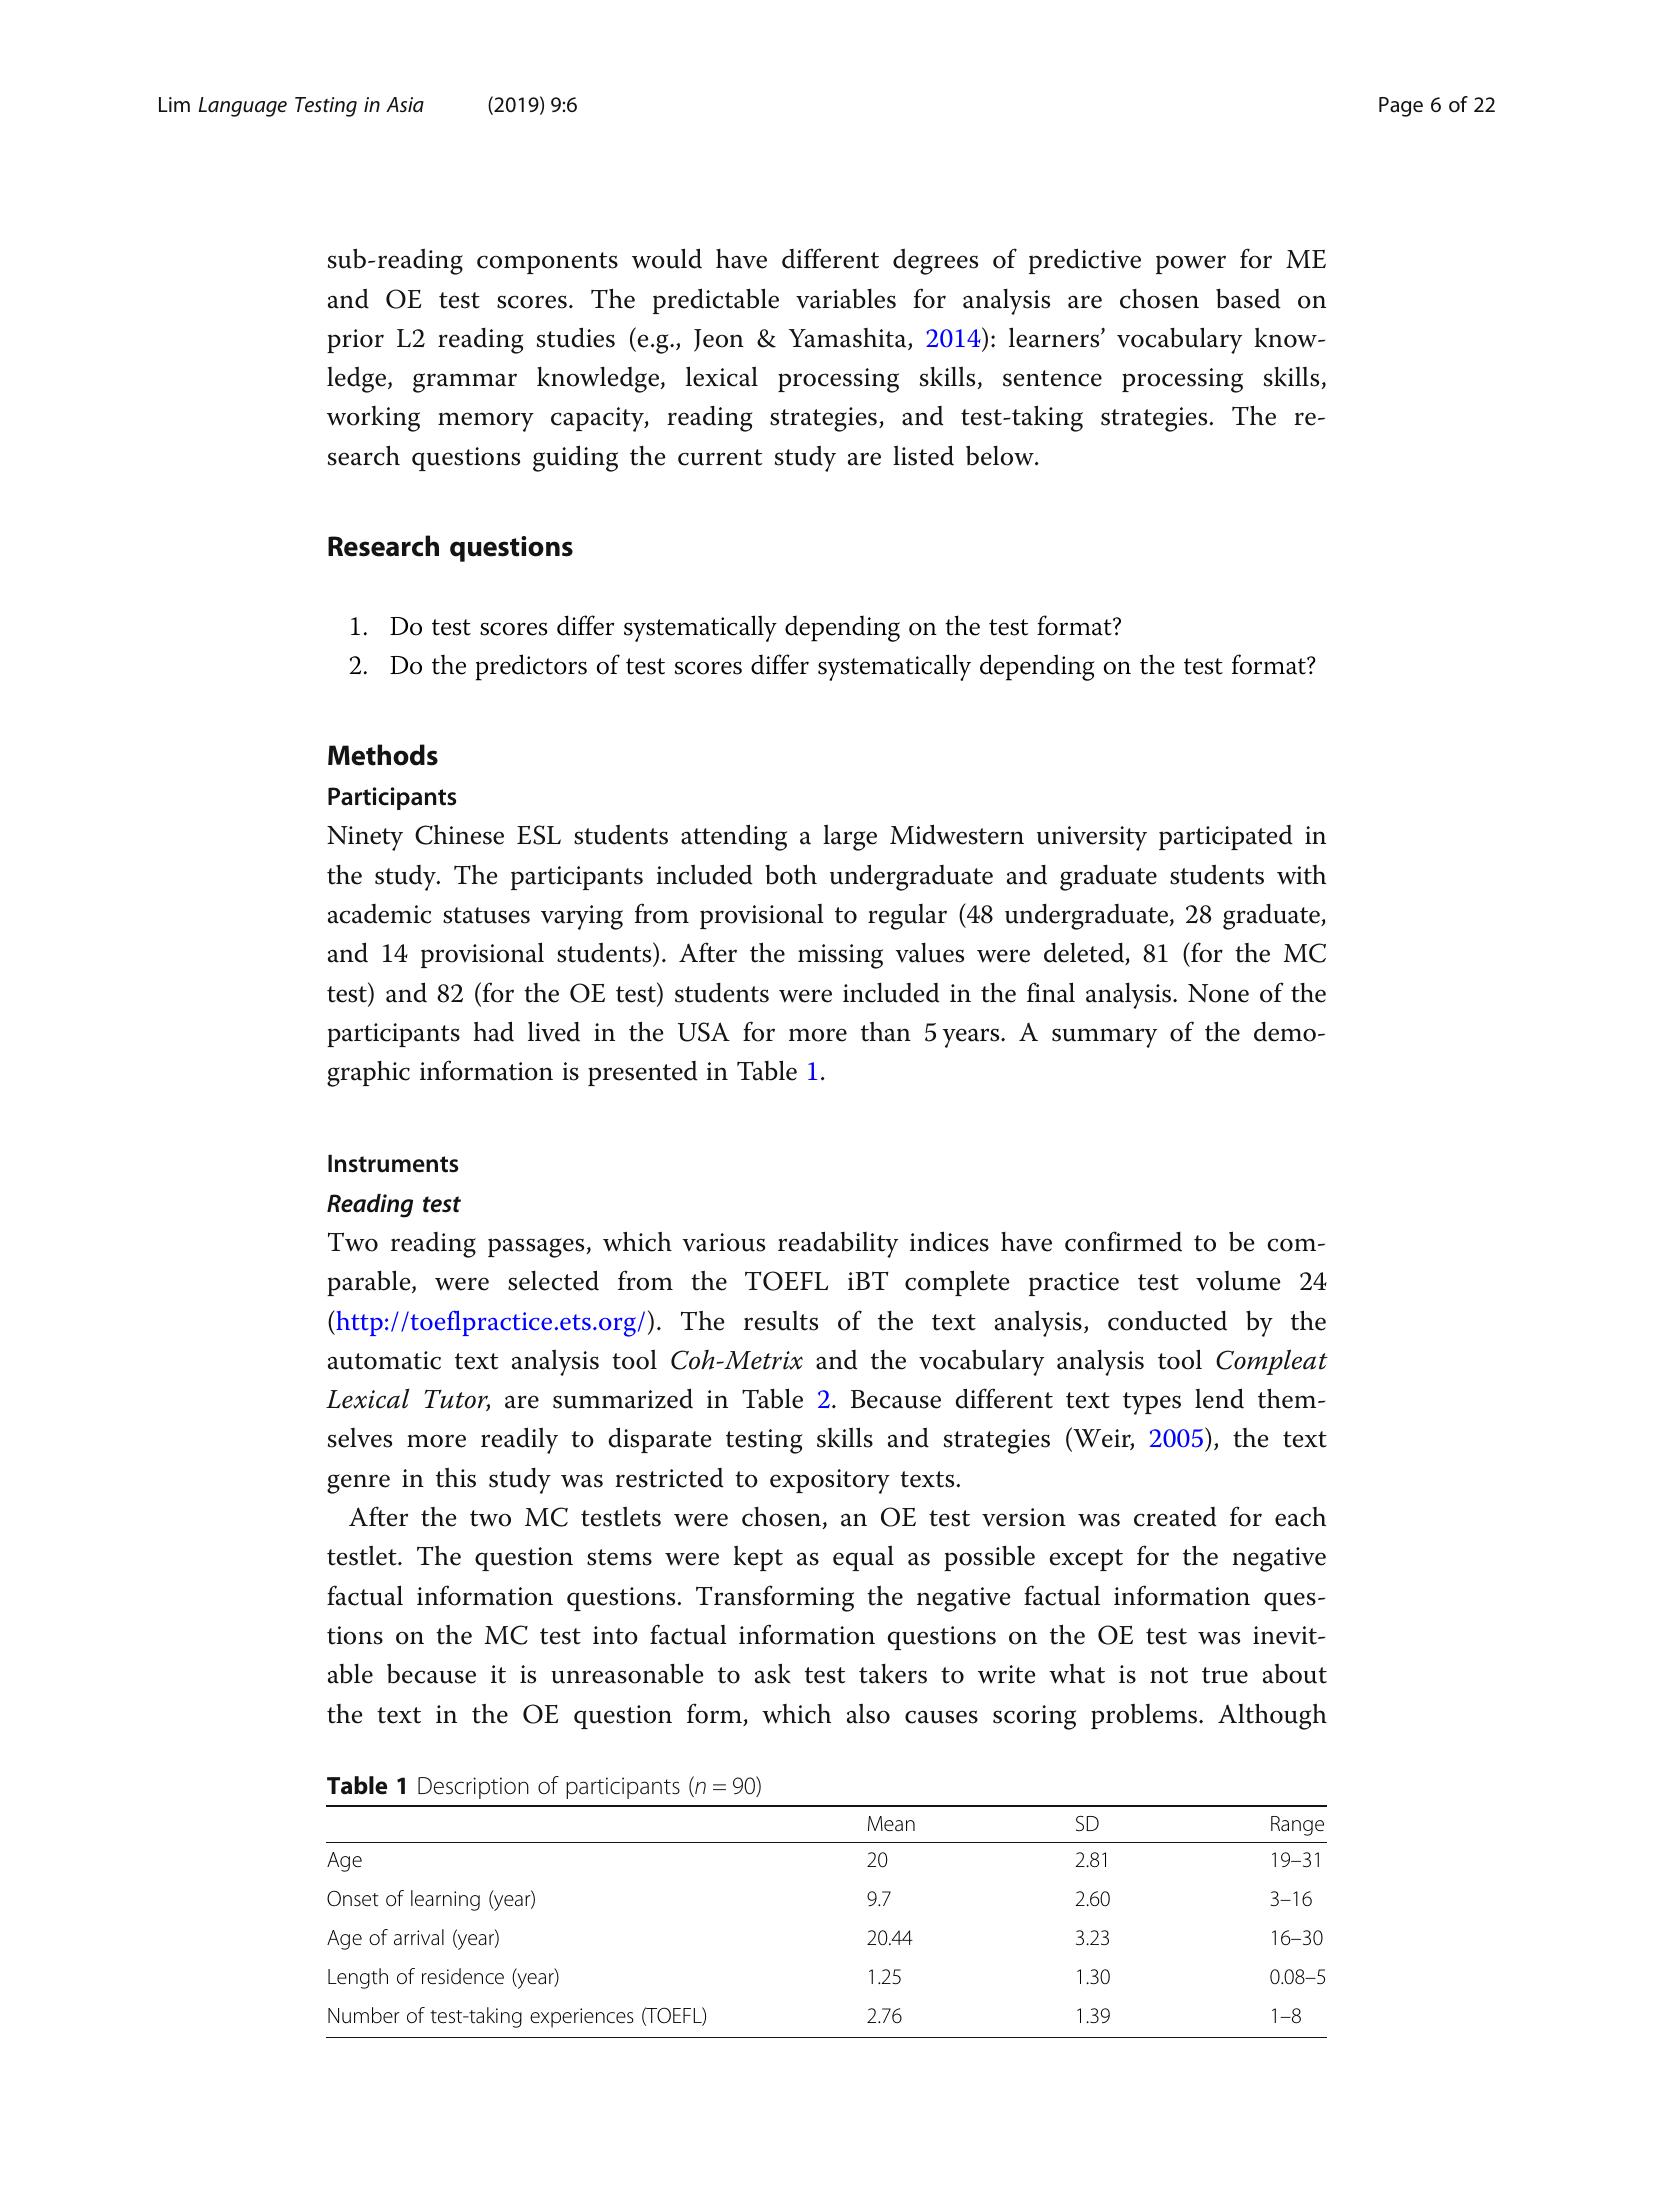 Lim Language Testing in Asia (2019) 9:6 Page 6 of 22
sub-reading components would have different degrees of predictive power for ME
and OE test scores. The predictable variables for analysis are chosen based on
prior L2 reading studies (e.g., Jeon & Yamashita, 2014): learners’ vocabulary know-
ledge, grammar knowledge, lexical processing skills, sentence processing skills,
working memory capacity, reading strategies, and test-taking strategies. The re-
search questions guiding the current study are listed below.
Research questions
1. Do test scores differ systematically depending on the test format?
2. Do the predictors of test scores differ systematically depending on the test format?
Methods
Participants
Ninety Chinese ESL students attending a large Midwestern university participated in
the study. The participants included both undergraduate and graduate students with
academic statuses varying from provisional to regular (48 undergraduate, 28 graduate,
and 14 provisional students). After the missing values were deleted, 81 (for the MC
test) and 82 (for the OE test) students were included in the final analysis. None of the
participants had lived in the USA for more than 5 years. A summary of the demo-
graphic information is presented in Table 1.
Instruments
Reading test
Two reading passages, which various readability indices have confirmed to be com-
parable, were selected from the TOEFL iBT complete practice test volume 24
(http://toeflpractice.ets.org/). The results of the text analysis, conducted by the
automatic text analysis tool Coh-Metrix and the vocabulary analysis tool Compleat
Lexical Tutor, are summarized in Table 2. Because different text types lend them-
selves more readily to disparate testing skills and strategies (Weir, 2005), the text
genre in this study was restricted to expository texts.
After the two MC testlets were chosen, an OE test version was created for each
testlet. The question stems were kept as equal as possible except for the negative
factual information questions. Transforming the negative factual information ques-
tions on the MC test into factual information questions on the OE test was inevit-
able because it is unreasonable to ask test takers to write what is not true about
the text in the OE question form, which also causes scoring problems. Although
Table 1 Description of participants (n = 90)
Mean SD Range
Age 20 2.81 19–31
Onset of learning (year) 9.7 2.60 3–16
Age of arrival (year) 20.44 3.23 16–30
Length of residence (year) 1.25 1.30 0.08–5
Number of test-taking experiences (TOEFL) 2.76 1.39 1–8